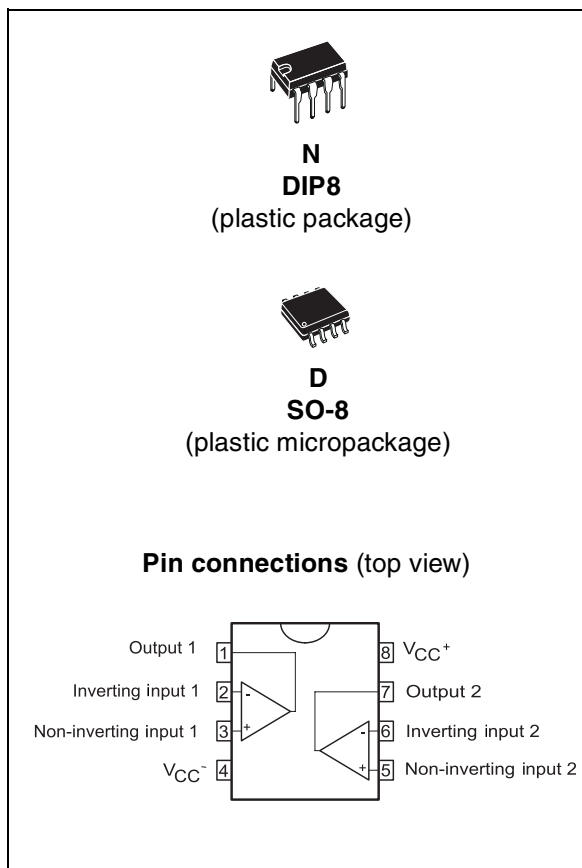 N
DIP8
(plastic package)
D
SO-8
(plastic micropackage)
Pin connections (top view)
Output 1 1
Inverting input 1 2 -
Non-inverting input 1 3 +
VCC- 4
8 VCC+
7 Output 2
- 6 Inverting input 2
+ 5 Non-inverting input 2